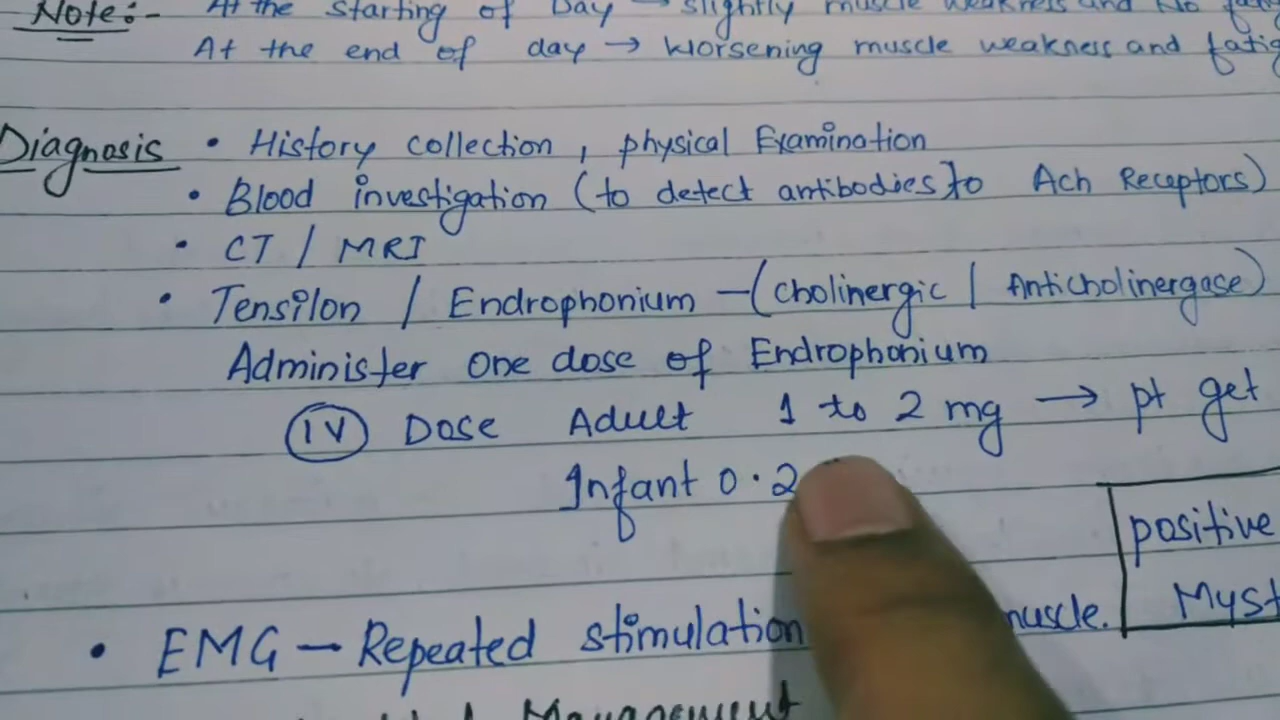 Note:- At the starting of Day → slightly muscle weakness and No
At the end of day → Worsening muscle weakness and
Diagnosis • History collection, physical Examination
• Blood investigation (to detect antibodies to Ach Receptors)
• CT / MRI
• Tensilon / Endrophonium – (cholinergic / Anticholinergase)
Administer one dose of Endrophonium
(IV) Dose Adult 1 to 2 mg → pt get
Infant 0.2
positive
• EMG – Repeated stimulation muscle.
Management